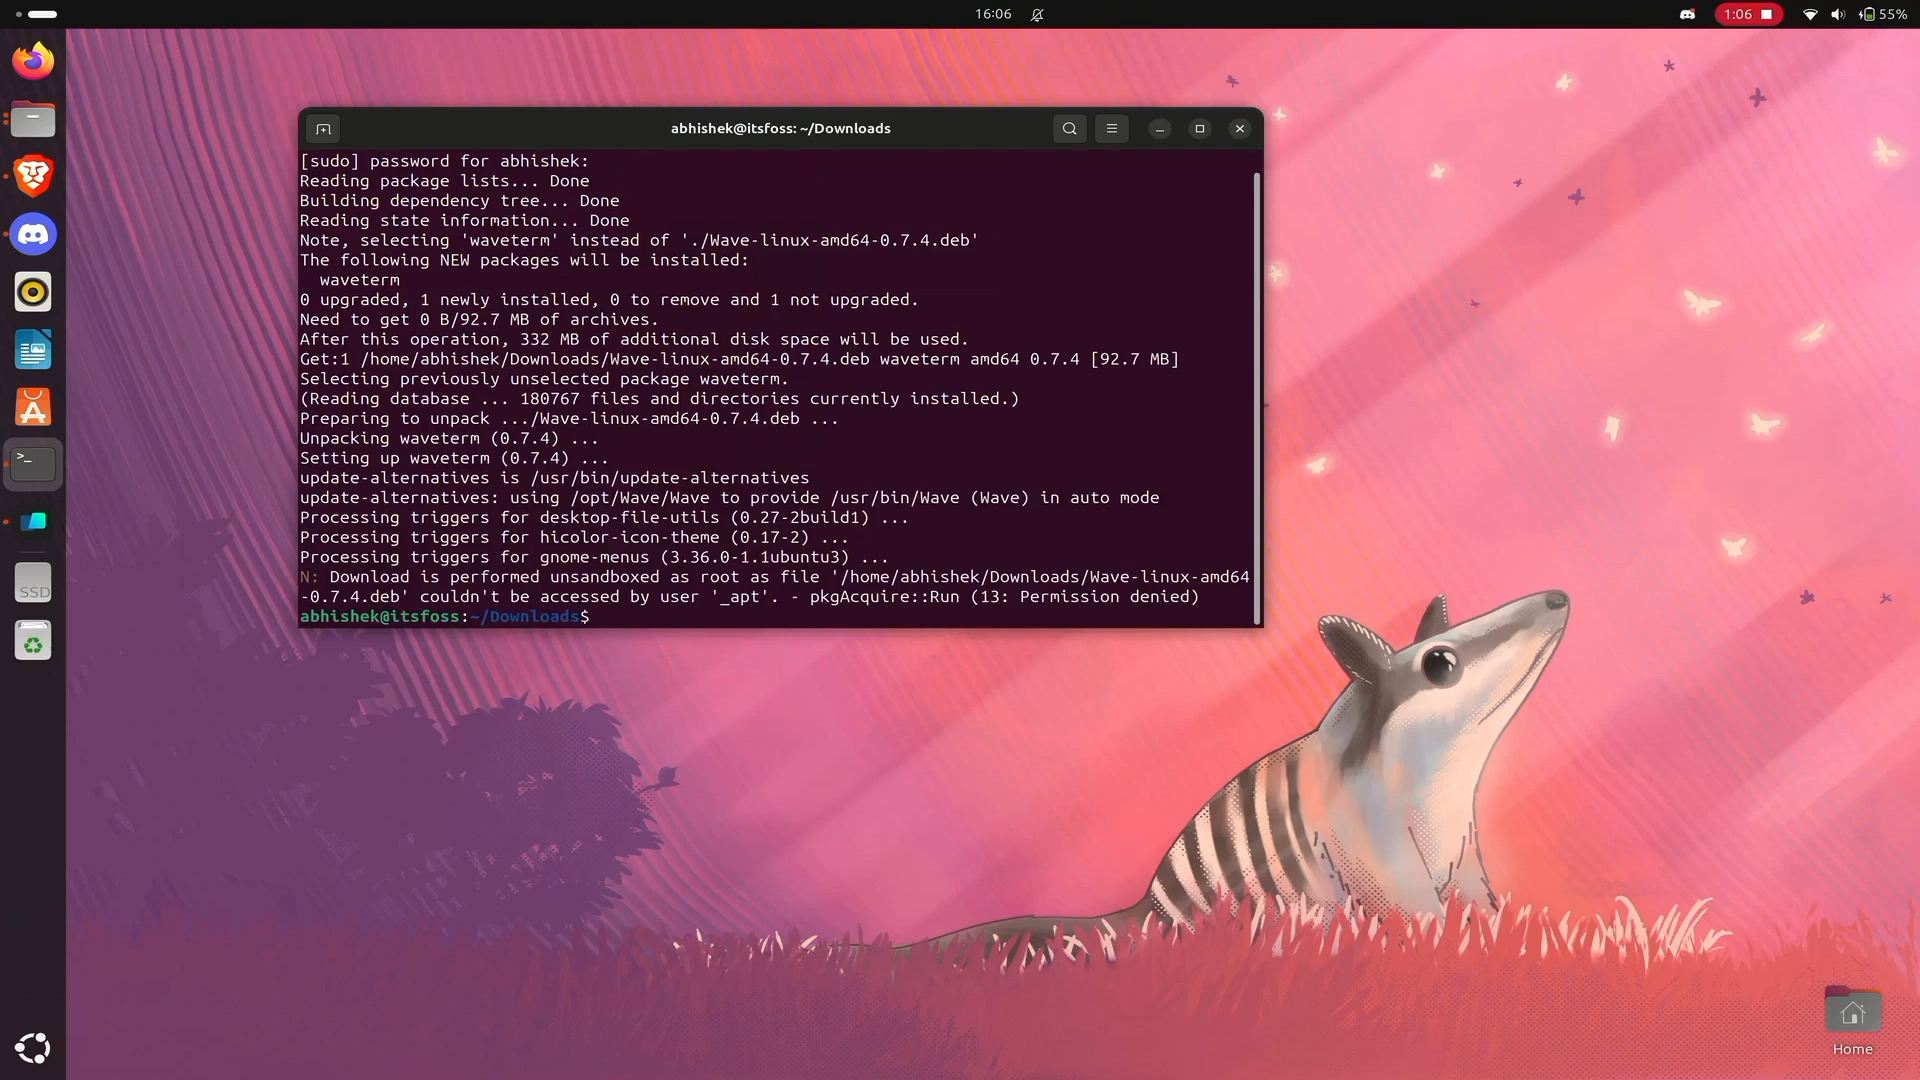 16:06
1:06
55%
abhishek@itsfoss: ~/Downloads
[sudo] password for abhishek:
Reading package lists... Done
Building dependency tree... Done
Reading state information... Done
Note, selecting 'waveterm' instead of './Wave-linux-amd64-0.7.4.deb'
The following NEW packages will be installed:
  waveterm
0 upgraded, 1 newly installed, 0 to remove and 1 not upgraded.
Need to get 0 B/92.7 MB of archives.
After this operation, 332 MB of additional disk space will be used.
Get:1 /home/abhishek/Downloads/Wave-linux-amd64-0.7.4.deb waveterm amd64 0.7.4 [92.7 MB]
Selecting previously unselected package waveterm.
(Reading database ... 180767 files and directories currently installed.)
Preparing to unpack .../Wave-linux-amd64-0.7.4.deb ...
Unpacking waveterm (0.7.4) ...
Setting up waveterm (0.7.4) ...
update-alternatives is /usr/bin/update-alternatives
update-alternatives: using /opt/Wave/Wave to provide /usr/bin/Wave (Wave) in auto mode
Processing triggers for desktop-file-utils (0.27-2build1) ...
Processing triggers for hicolor-icon-theme (0.17-2) ...
Processing triggers for gnome-menus (3.36.0-1.1ubuntu3) ...
N: Download is performed unsandboxed as root as file '/home/abhishek/Downloads/Wave-linux-amd64
-0.7.4.deb' couldn't be accessed by user '_apt'. - pkgAcquire::Run (13: Permission denied)
abhishek@itsfoss:~/Downloads$
>_
SSD
Home